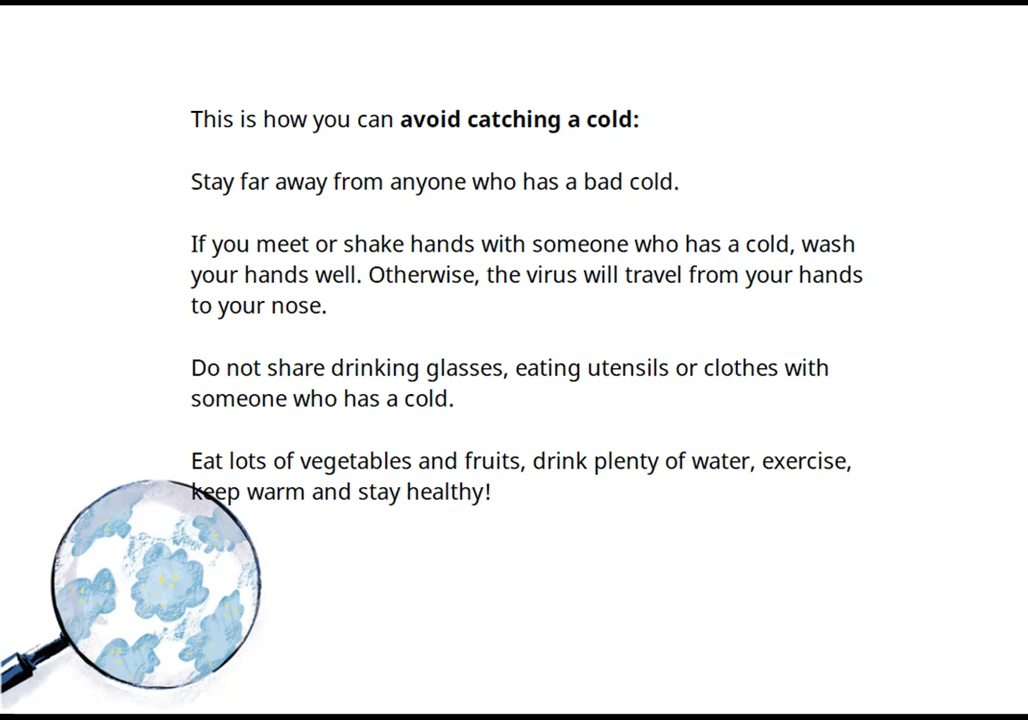 This is how you can avoid catching a cold:
Stay far away from anyone who has a bad cold.
If you meet or shake hands with someone who has a cold, wash
your hands well. Otherwise, the virus will travel from your hands
to your nose.
Do not share drinking glasses, eating utensils or clothes with
someone who has a cold.
Eat lots of vegetables and fruits, drink plenty of water, exercise,
keep warm and stay healthy!